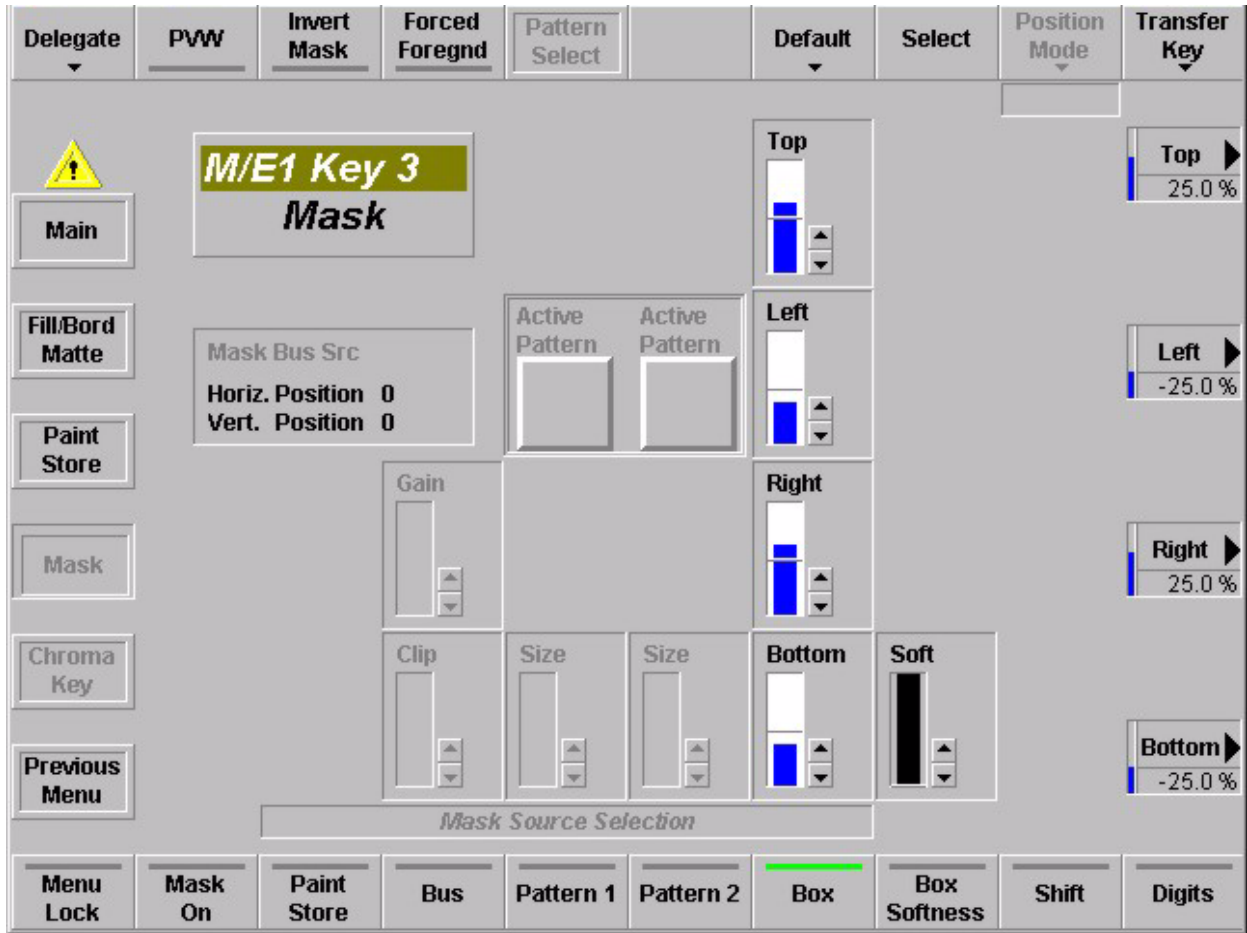 Delegate
PVW
Invert
Mask
Forced
Foregnd
Pattern
Select
Default
Select
Position
Mode
Transfer
Key
!
M/E1 Key 3
Mask
Main
Fill/Bord
Matte
Paint
Store
Mask
Chroma
Key
Previous
Menu
Mask Bus Src
Horiz. Position 0
Vert. Position 0
Active
Pattern
Active
Pattern
Top
Left
Right
Gain
Clip
Size
Size
Bottom
Soft
Mask Source Selection
Top
25.0 %
Left
-25.0 %
Right
25.0 %
Bottom
-25.0 %
Menu
Lock
Mask
On
Paint
Store
Bus
Pattern 1
Pattern 2
Box
Box
Softness
Shift
Digits